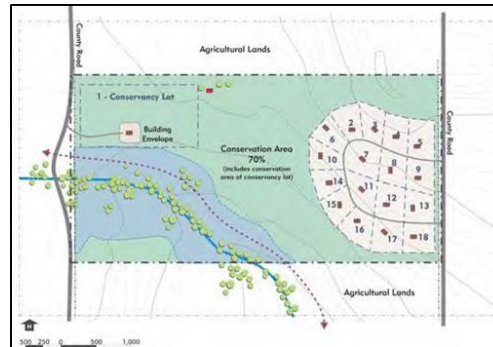 Agricultural Lands
County Road
County Road
1 - Conservancy Lot
Building
Envelope
Conservation Area
70%
(includes conservation
area of conservancy lot)
2
3
4
5
6
7
8
9
10
11
12
13
14
15
16
17
18
Agricultural Lands
N
500 250 0 500 1,000